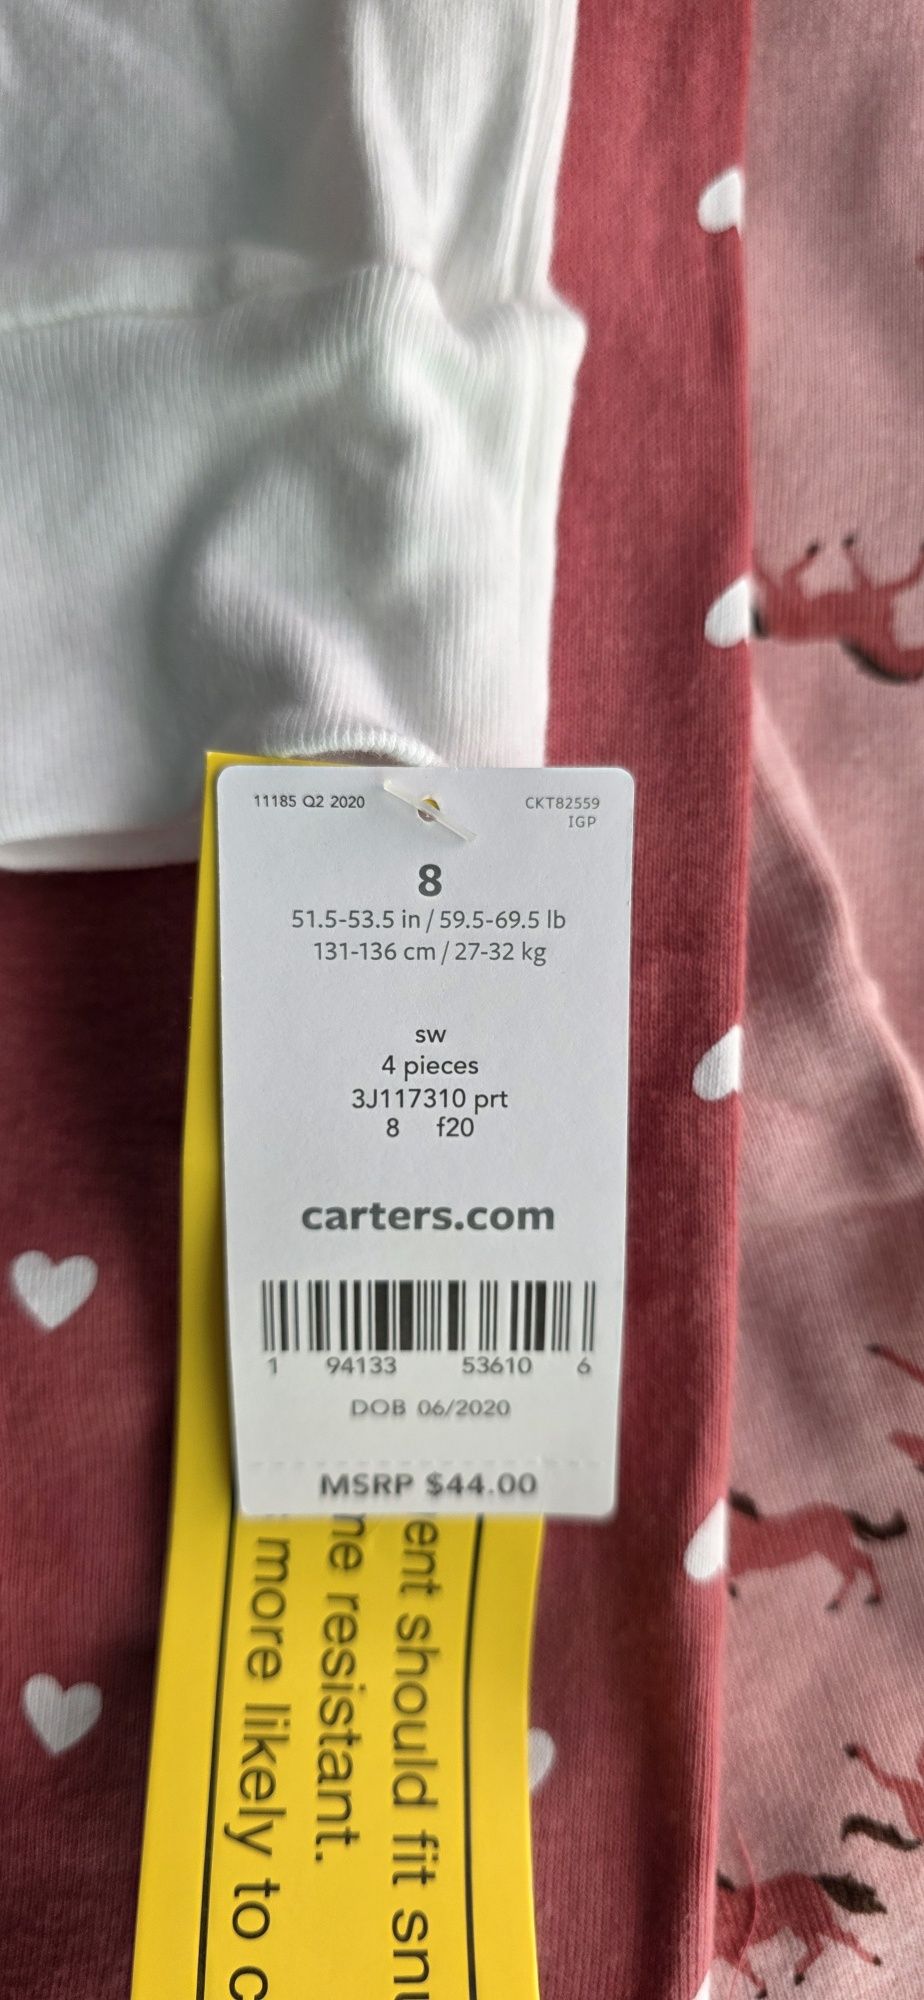 11185 Q2 2020
CKT82559
IGP
8
51.5-53.5 in / 59.5-69.5 lb
131-136 cm / 27-32 kg
sw
4 pieces
3J117310 prt
8 f20
carters.com
1 94133 53610 6
DOB 06/2020
MSRP $44.00
ent should fit snu
me resistant.
more likely to c